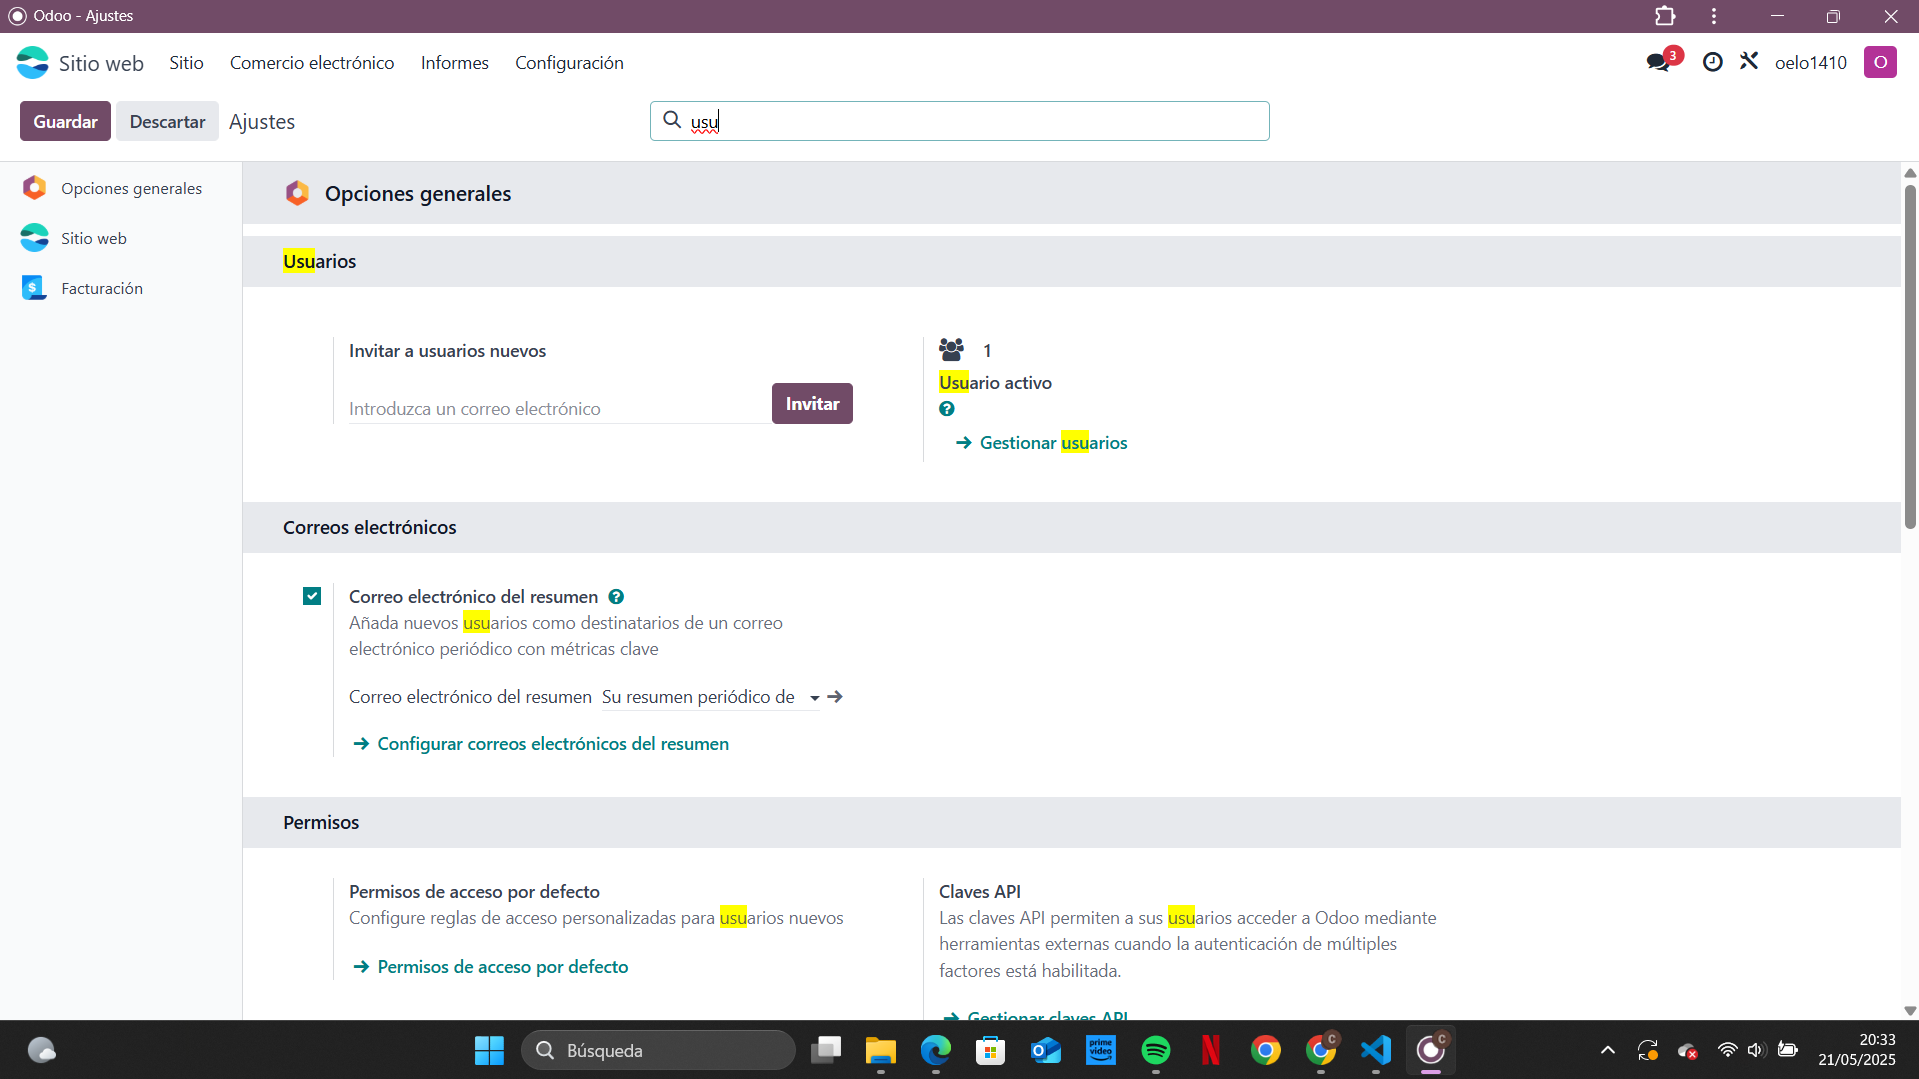 Odoo - Ajustes
Sitio web Sitio Comercio electrónico Informes Configuración 3 oelo1410 O
Guardar Descartar Ajustes usu
Opciones generales
Sitio web
Facturación
Opciones generales
Usuarios
Invitar a usuarios nuevos
Introduzca un correo electrónico Invitar
1
Usuario activo
Gestionar usuarios
Correos electrónicos
Correo electrónico del resumen
Añada nuevos usuarios como destinatarios de un correo
electrónico periódico con métricas clave
Correo electrónico del resumen Su resumen periódico de
Configurar correos electrónicos del resumen
Permisos
Permisos de acceso por defecto
Configure reglas de acceso personalizadas para usuarios nuevos
Permisos de acceso por defecto
Claves API
Las claves API permiten a sus usuarios acceder a Odoo mediante
herramientas externas cuando la autenticación de múltiples
factores está habilitada.
Gestionar claves API
Búsqueda
prime video
C
C
20:33
21/05/2025